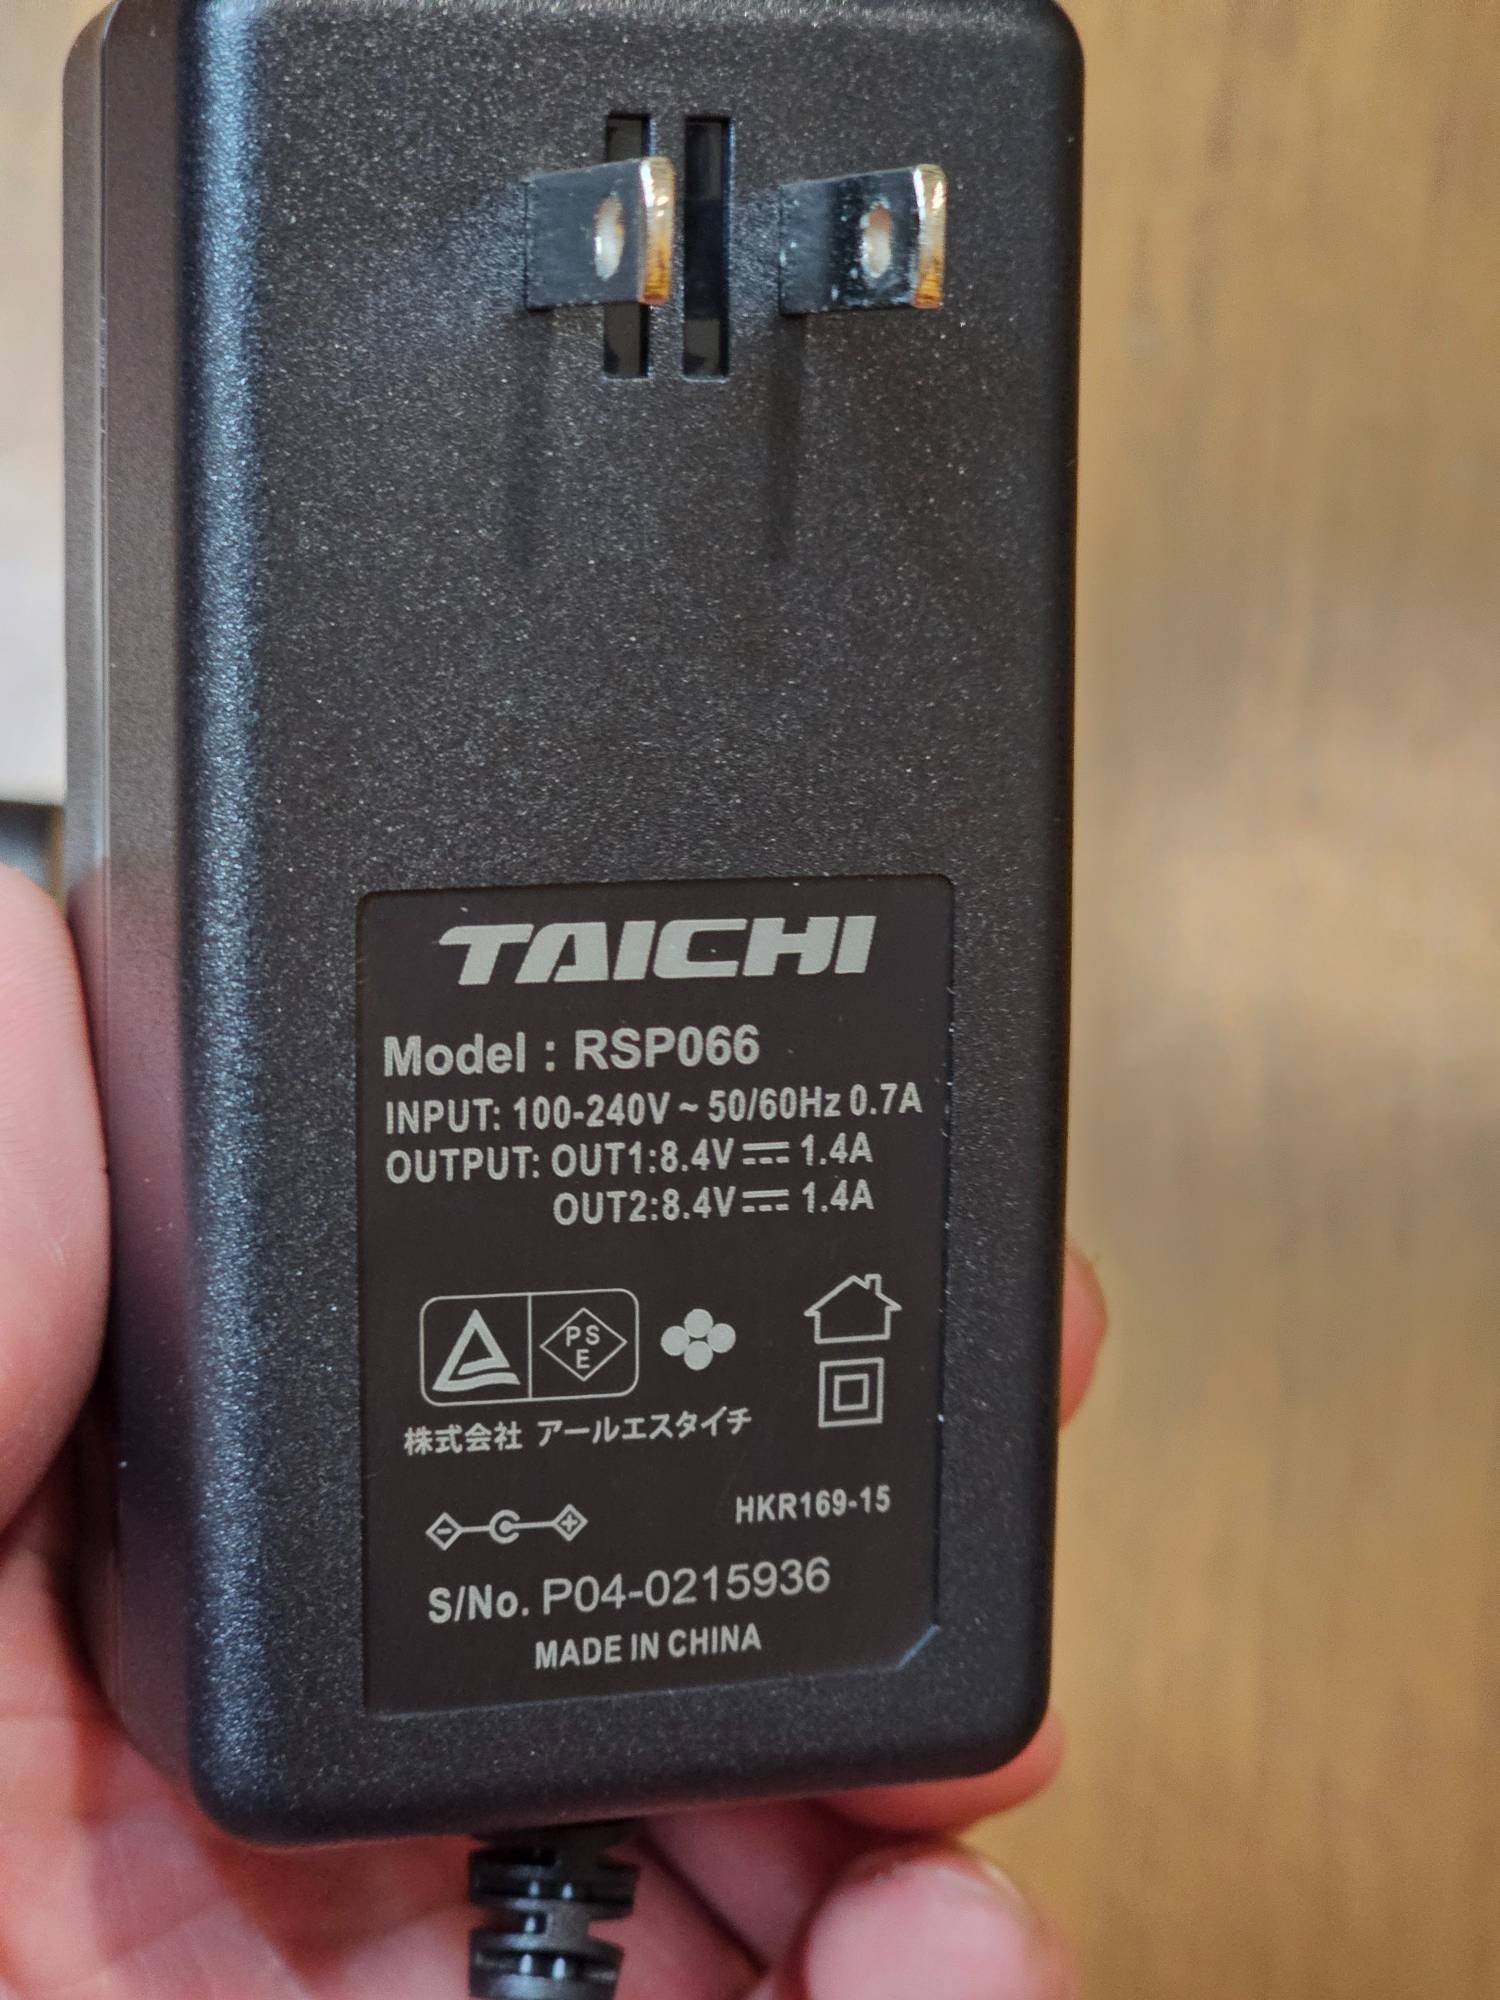 TAICHI
Model : RSP066
INPUT: 100-240V ~ 50/60Hz 0.7A
OUTPUT: OUT1:8.4V⎓1.4A
OUT2:8.4V⎓1.4A
PS
E
株式会社 アールエスタイチ
HKR169-15
S/No. P04-0215936
MADE IN CHINA